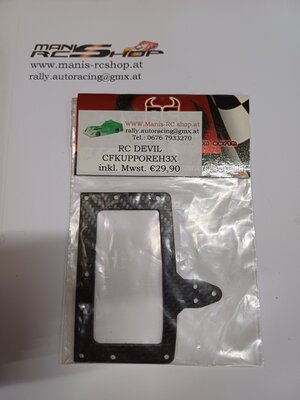 MANIS RC SHOP
www.manis-rcshop.at
rally.autoracing@gmx.at
www.Manis-RC shop.at
rally.autoracing@gmx.at
Tel.: 0676 7933270
RC DEVIL
CFKUPPOREH3X
inkl. Mwst. €29,90